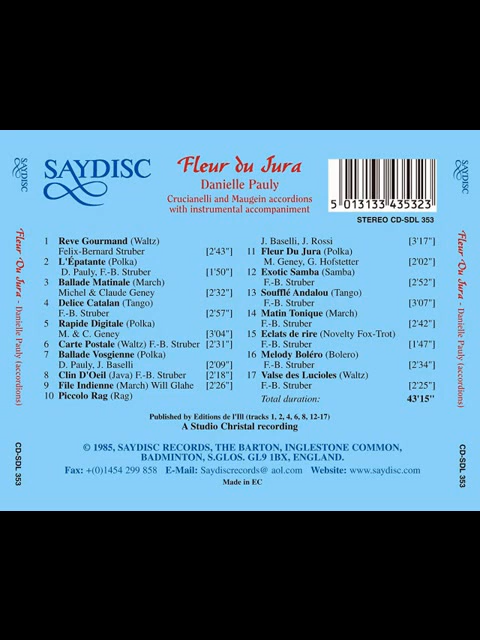 SAYDISC
Fleur du Jura
Danielle Pauly
Crucianelli and Maugein accordions
with instrumental accompaniment
5 013133 435323
STEREO CD-SDL 353
1 Reve Gourmand (Waltz)
Felix-Bernard Struber [2'43"]
2 L'Épatante (Polka)
D. Pauly, F.-B. Struber [1'50"]
3 Ballade Matinale (March)
Michel & Claude Geney [2'32"]
4 Delice Catalan (Tango)
F.-B. Struber [2'57"]
5 Rapide Digitale (Polka)
M. & C. Geney [3'04"]
6 Carte Postale (Waltz) F.-B. Struber [2'31"]
7 Ballade Vosgienne (Polka)
D. Pauly, J. Baselli [2'09"]
8 Clin D'Oeil (Java) F.-B. Struber [2'18"]
9 File Indienne (March) Will Glahe [2'26"]
10 Piccolo Rag (Rag)
J. Baselli, J. Rossi [3'17"]
11 Fleur Du Jura (Polka)
M. Geney, G. Hofstetter [2'02"]
12 Exotic Samba (Samba)
F.-B. Struber [2'52"]
13 Soufflé Andalou (Tango)
F.-B. Struber [3'07"]
14 Matin Tonique (March)
F.-B. Struber [2'42"]
15 Eclats de rire (Novelty Fox-Trot)
F.-B. Struber [1'47"]
16 Melody Boléro (Bolero)
F.-B. Struber [2'34"]
17 Valse des Lucioles (Waltz)
F.-B. Struber [2'25"]
Total duration: 43'15"
Published by Editions de l'Ill (tracks 1, 2, 4, 6, 8, 12-17)
A Studio Christal recording
© 1985, SAYDISC RECORDS, THE BARTON, INGLESTONE COMMON,
BADMINTON, S.GLOS. GL9 1BX, ENGLAND.
Fax: +(0)1454 299 858 E-Mail: Saydiscrecords@ aol.com Website: www.saydisc.com
Made in EC
SAYDISC
Fleur Du Jura - Danielle Pauly (accordions)
CD-SDL 353
SAYDISC
Fleur Du Jura - Danielle Pauly (accordions)
CD-SDL 353